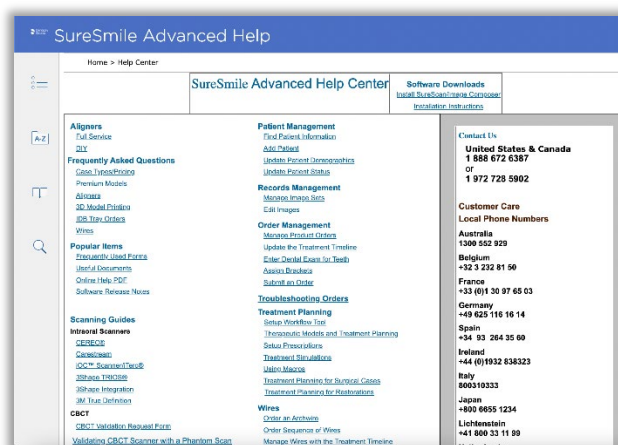 SureSmile Advanced Help
Home > Help Center
SureSmile Advanced Help Center
Software Downloads
Install SureScan/Image Composer
Installation Instructions
A-Z
Aligners
Full Service
DIY
Frequently Asked Questions
Case Types/Pricing
Premium Models
Aligners
3D Model Printing
IDB Tray Orders
Wires
Popular Items
Frequently Used Forms
Useful Documents
Online Help PDF
Software Release Notes
Scanning Guides
Intraoral Scanners
CEREC®
Carestream
IOC™ Scanner/iTero®
3Shape TRIOS®
3Shape Integration
3M True Definition
CBCT
CBCT Validation Request Form
Validating CBCT Scanner with a Phantom Scan
Patient Management
Find Patient Information
Add Patient
Update Patient Demographics
Update Patient Status
Records Management
Manage Image Sets
Edit Images
Order Management
Manage Product Orders
Update the Treatment Timeline
Enter Dental Exam for Teeth
Assign Brackets
Submit an Order
Troubleshooting Orders
Treatment Planning
Setup Workflow Tool
Therapeutic Models and Treatment Planning
Setup Prescriptions
Treatment Simulations
Using Macros
Treatment Planning for Surgical Cases
Treatment Planning for Restorations
Wires
Order an Archwire
Order Sequence of Wires
Manage Wires with the Treatment Timeline
Contact Us
United States & Canada
1 888 672 6387
or
1 972 728 5902
Customer Care
Local Phone Numbers
Australia
1300 552 929
Belgium
+32 3 232 81 50
France
+33 (0)1 30 97 65 03
Germany
+49 625 116 16 14
Spain
+34 93 264 35 60
Ireland
+44 (0)1932 838323
Italy
800310333
Japan
+800 6655 1234
Lichtenstein
+41 800 33 11 99